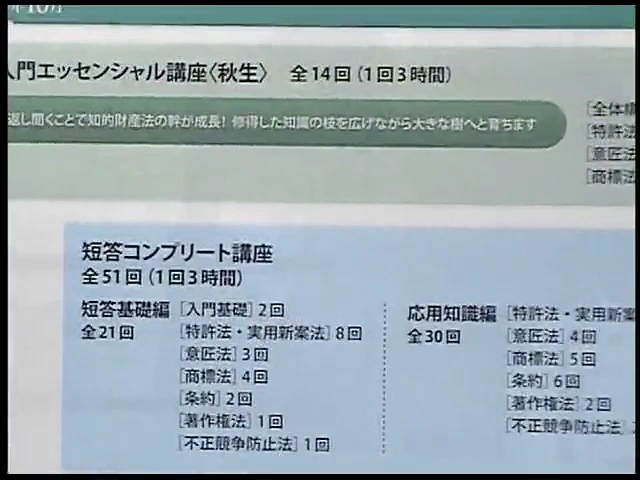 年10月
入門エッセンシャル講座〈秋生〉 全14回(1回3時間)
返し聞くことで知的財産法の幹が成長! 修得した知識の枝を広げながら大きな樹へと育ちます
[全体
[特許法
[意匠法
[商標法
短答コンプリート講座
全51回(1回3時間)
短答基礎編 [入門基礎] 2回
全21回 [特許法・実用新案法] 8回
[意匠法] 3回
[商標法] 4回
[条約] 2回
[著作権法] 1回
[不正競争防止法] 1回
応用知識編 [特許法・実用新案
全30回 [意匠法] 4回
[商標法] 5回
[条約] 6回
[著作権法] 2回
[不正競争防止法]